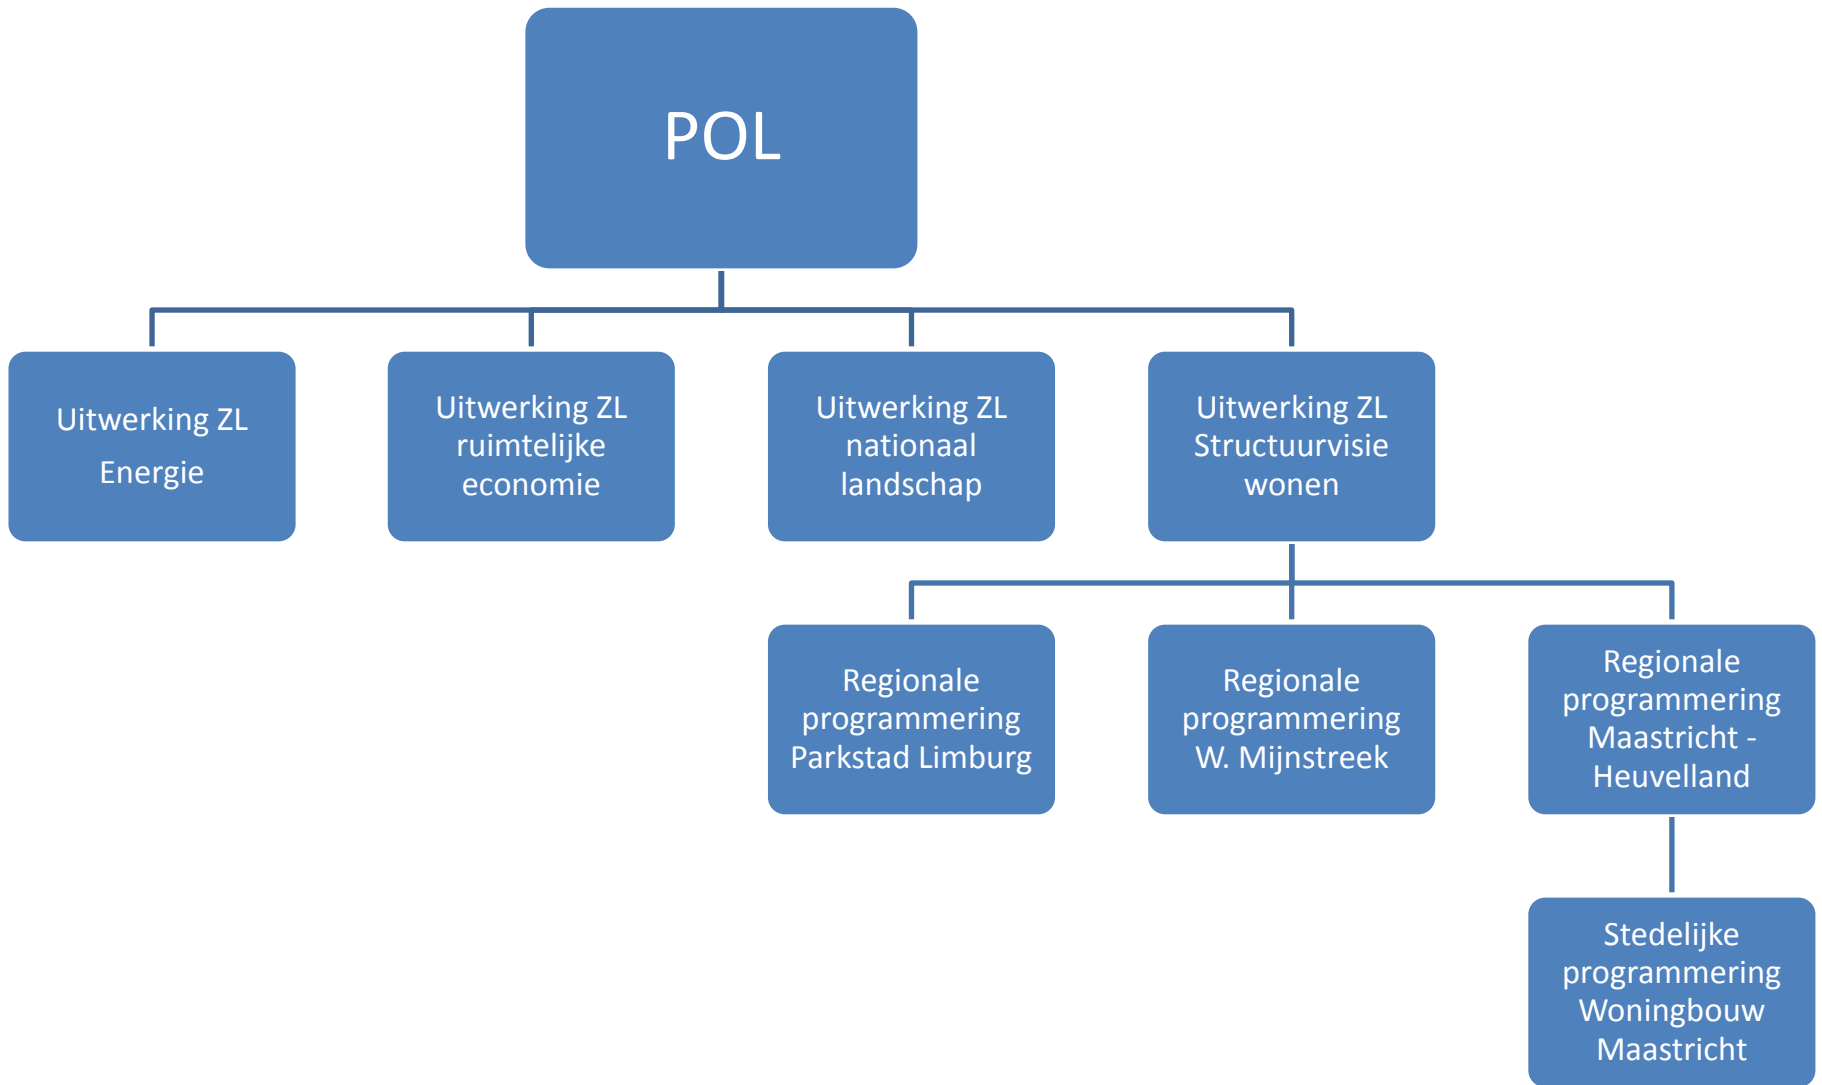 POL
Uitwerking ZL
Energie
Uitwerking ZL
ruimtelijke
economie
Uitwerking ZL
nationaal
landschap
Uitwerking ZL
Structuurvisie
wonen
Regionale
programmering
Parkstad Limburg
Regionale
programmering
W. Mijnstreek
Regionale
programmering
Maastricht -
Heuvelland
Stedelijke
programmering
Woningbouw
Maastricht